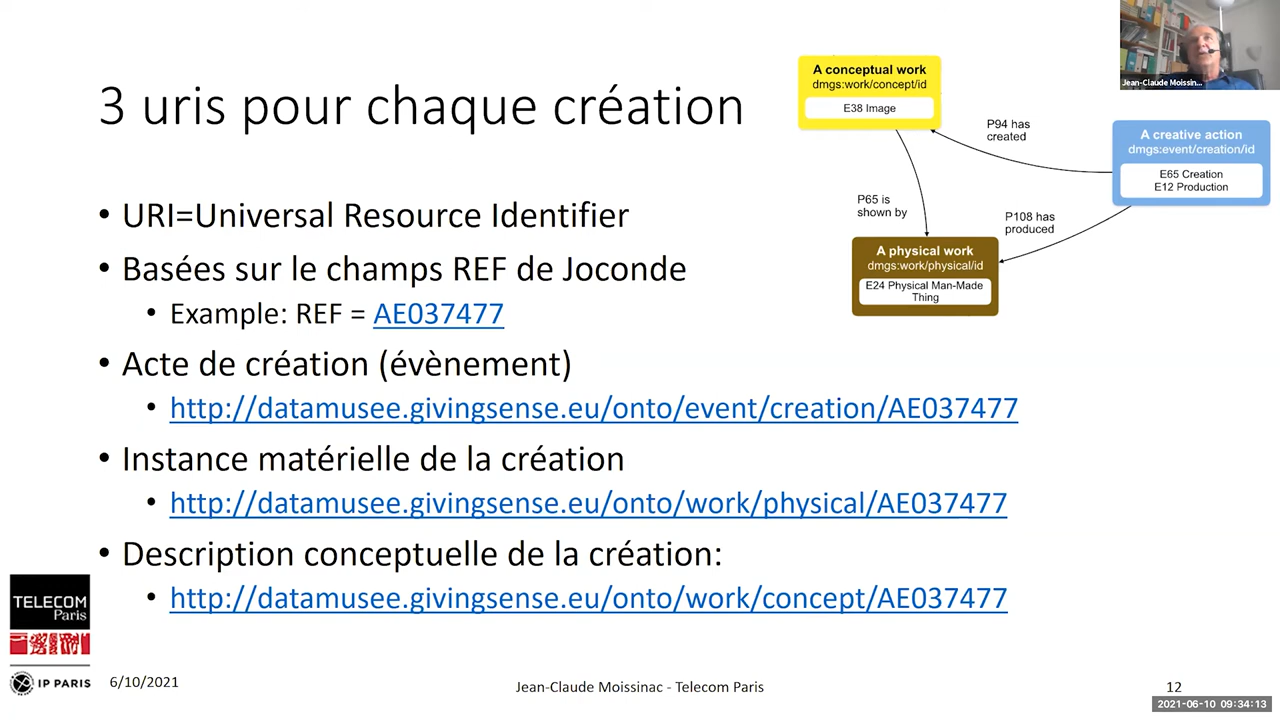 3 uris pour chaque création
A conceptual work
dmgs:work/concept/id
E38 Image
P94 has
created
A creative action
dmgs:event/creation/id
E65 Creation
E12 Production
P65 is
shown by
P108 has
produced
A physical work
dmgs:work/physical/id
E24 Physical Man-Made
Thing
Jean-Claude Moissin...
• URI=Universal Resource Identifier
• Basées sur le champs REF de Joconde
• Example: REF = AE037477
• Acte de création (évènement)
• http://datamusee.givingsense.eu/onto/event/creation/AE037477
• Instance matérielle de la création
• http://datamusee.givingsense.eu/onto/work/physical/AE037477
• Description conceptuelle de la création:
• http://datamusee.givingsense.eu/onto/work/concept/AE037477
TELECOM
Paris
IP PARIS
6/10/2021
Jean-Claude Moissinac - Telecom Paris
12
2021-06-10 09:34:13